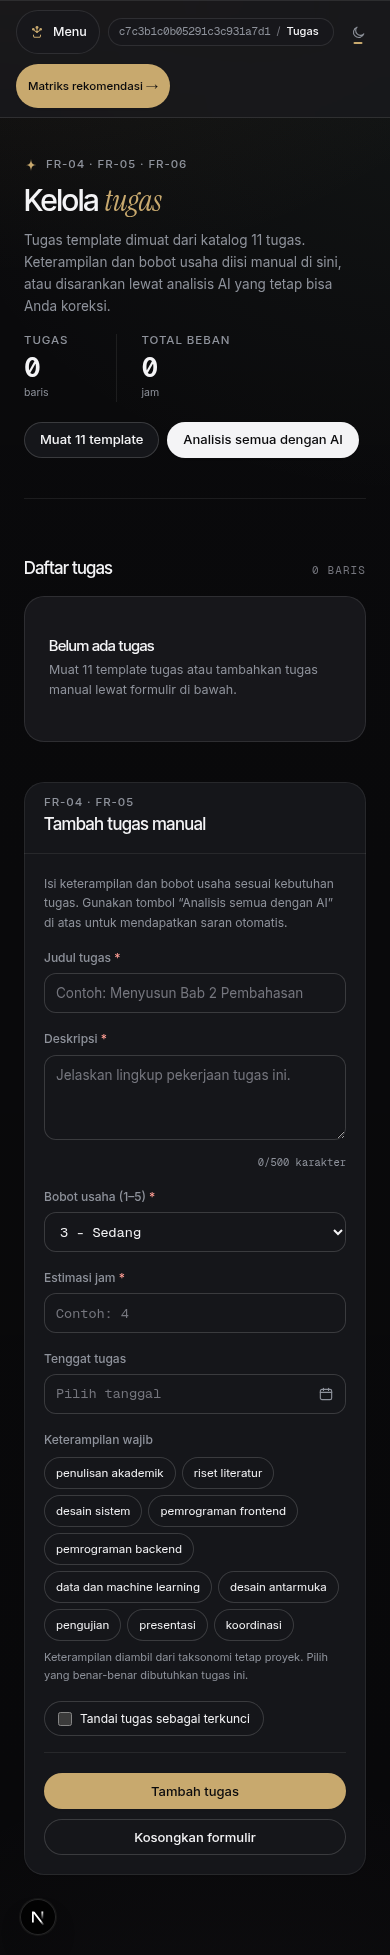 Menu
c7c3b1c0b05291c3c931a7d1 / Tugas
Matriks rekomendasi →
FR-04 · FR-05 · FR-06
Kelola tugas
Tugas template dimuat dari katalog 11 tugas.
Keterampilan dan bobot usaha diisi manual di sini,
atau disarankan lewat analisis AI yang tetap bisa
Anda koreksi.
TUGAS
TOTAL BEBAN
0
0
baris
jam
Muat 11 template
Analisis semua dengan AI
Daftar tugas
0 BARIS
Belum ada tugas
Muat 11 template tugas atau tambahkan tugas
manual lewat formulir di bawah.
FR-04 · FR-05
Tambah tugas manual
Isi keterampilan dan bobot usaha sesuai kebutuhan
tugas. Gunakan tombol “Analisis semua dengan AI”
di atas untuk mendapatkan saran otomatis.
Judul tugas *
Contoh: Menyusun Bab 2 Pembahasan
Deskripsi *
Jelaskan lingkup pekerjaan tugas ini.
0/500 karakter
Bobot usaha (1–5) *
3 - Sedang
Estimasi jam *
Contoh: 4
Tenggat tugas
Pilih tanggal
Keterampilan wajib
penulisan akademik
riset literatur
desain sistem
pemrograman frontend
pemrograman backend
data dan machine learning
desain antarmuka
pengujian
presentasi
koordinasi
Keterampilan diambil dari taksonomi tetap proyek. Pilih
yang benar-benar dibutuhkan tugas ini.
Tandai tugas sebagai terkunci
Tambah tugas
Kosongkan formulir
N